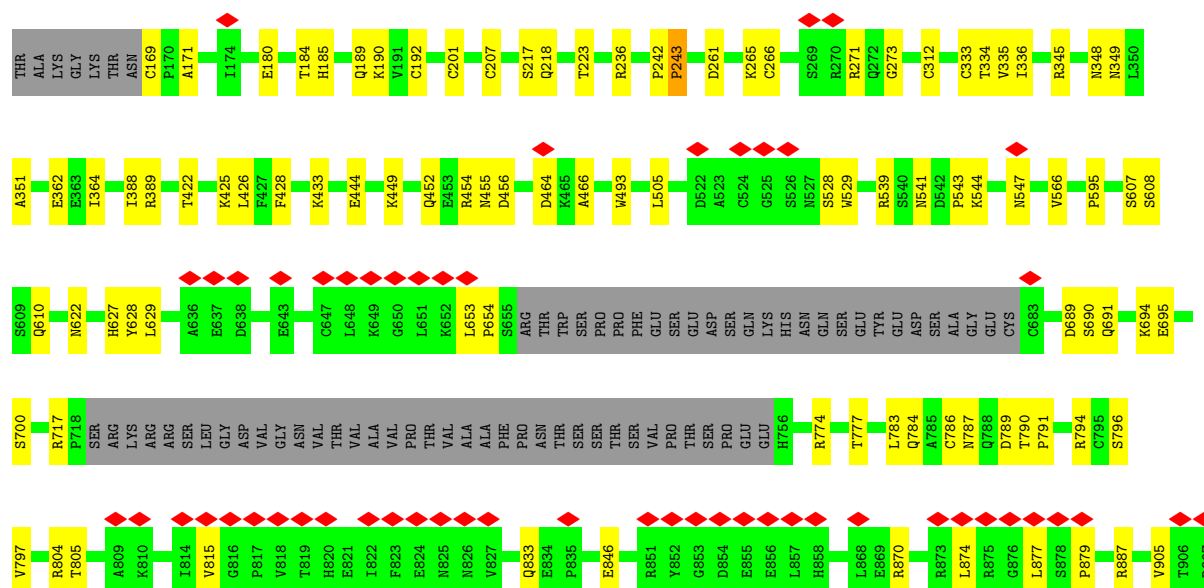 THR ALA LYS GLY LYS THR ASN C169 P170 A171 I174 E180 T184 H185 Q189 K190 V191 C192 C201 C207 S217 Q218 T223 R236 P242 P243 D261 K265 C266 S269 R270 R271 Q272 G273 C312 C333 T334 V335 I336 R345 N348 N349 L350
A351 E362 E363 I364 I388 R389 T422 K425 L426 F427 F428 K433 E444 K449 Q452 E453 R454 N455 D456 D464 K465 A466 W493 L505 D522 A523 C524 G525 S526 N527 S528 W529 R539 S540 N541 D542 P543 K544 N547 V566 P595 S607 S608
S609 Q610 N622 H627 Y628 L629 A636 E637 D638 E643 C647 L648 K649 G650 L651 K652 L653 P654 S655 ARG THR TRP SER PRO PRO PHE GLU SER GLU ASP SER GLN LYS HIS ASN GLN SER GLU TYR GLU ASP SER ALA GLY GLU CYS C683 D689 S690 Q691 K694 E695
S700 R717 P718 SER ARG LYS ARG ARG SER LEU GLY ASP VAL GLY ASN VAL THR VAL ALA VAL PRO THR VAL ALA ALA PHE PRO ASN THR SER SER THR SER VAL PRO THR SER PRO GLU GLU H756 R774 T777 L783 Q784 A785 C786 N787 Q788 D789 T790 P791 R794 C795 S796
V797 R804 T805 A809 K810 I814 V815 G816 P817 V818 T819 H820 E821 I822 F823 E824 N825 N826 V827 Q833 E834 P835 E846 R851 Y852 G853 D854 E855 E856 L857 H858 L868 E869 R870 R873 L874 R875 G876 L877 S878 P879 R887 V905 T906